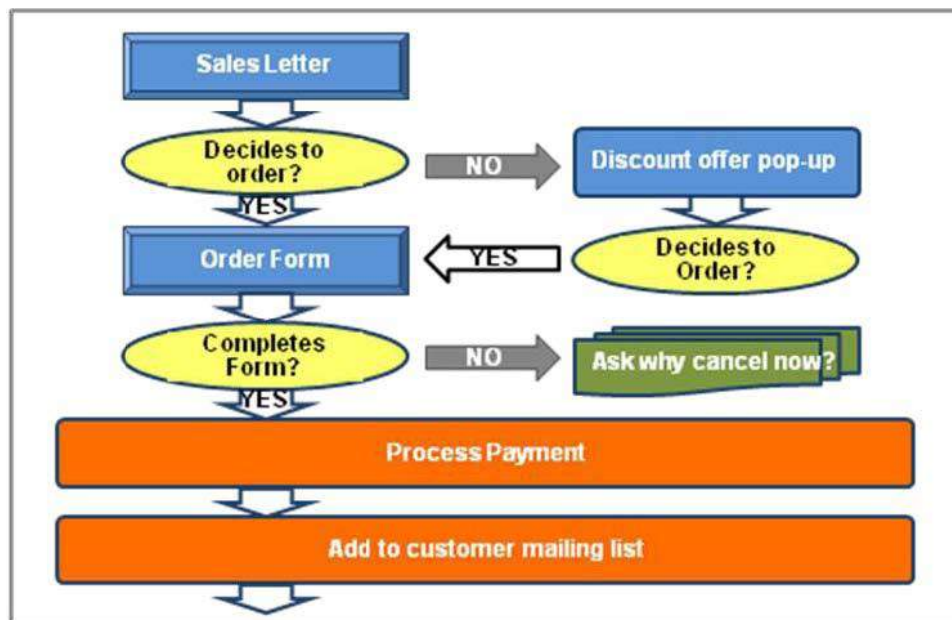 Sales Letter
Decides to
order?
NO
Discount offer pop-up
YES
Order Form
YES
Decides to
Order?
Completes
Form?
NO
Ask why cancel now?
YES
Process Payment
Add to customer mailing list